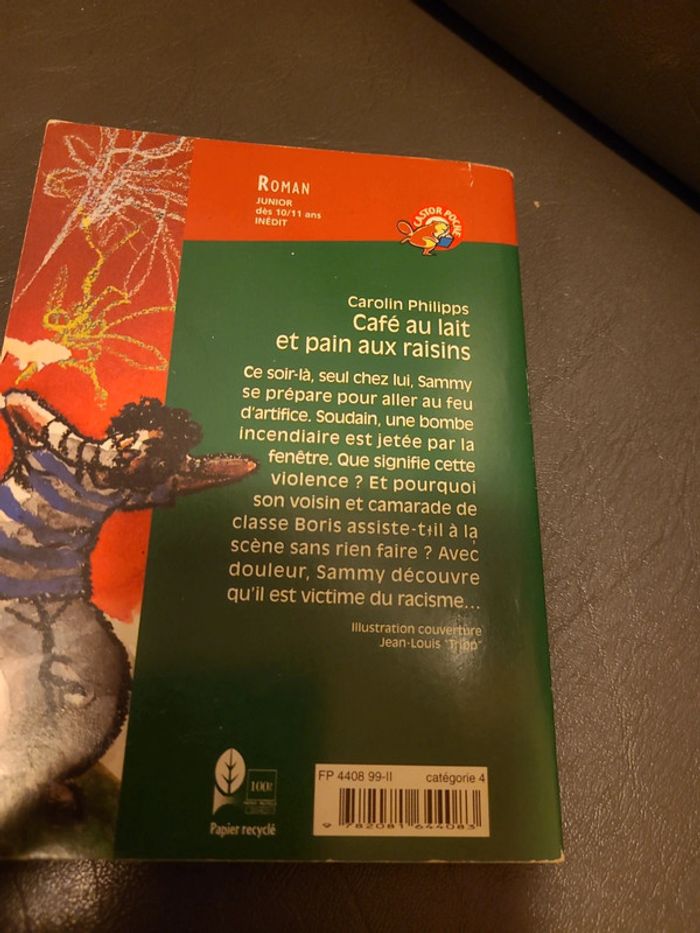 ROMAN
JUNIOR
dès 10/11 ans
INÉDIT
CASTOR POCHE
Carolin Philipps
Café au lait
et pain aux raisins
Ce soir-là, seul chez lui, Sammy
se prépare pour aller au feu
d'artifice. Soudain, une bombe
incendiaire est jetée par la
fenêtre. Que signifie cette
violence ? Et pourquoi
son voisin et camarade de
classe Boris assiste-t-il à la
scène sans rien faire ? Avec
douleur, Sammy découvre
qu'il est victime du racisme...
Illustration couverture
Jean-Louis "Tripp"
FP 4408 99-II catégorie 4
100%
Papier recyclé
9 782081 644083